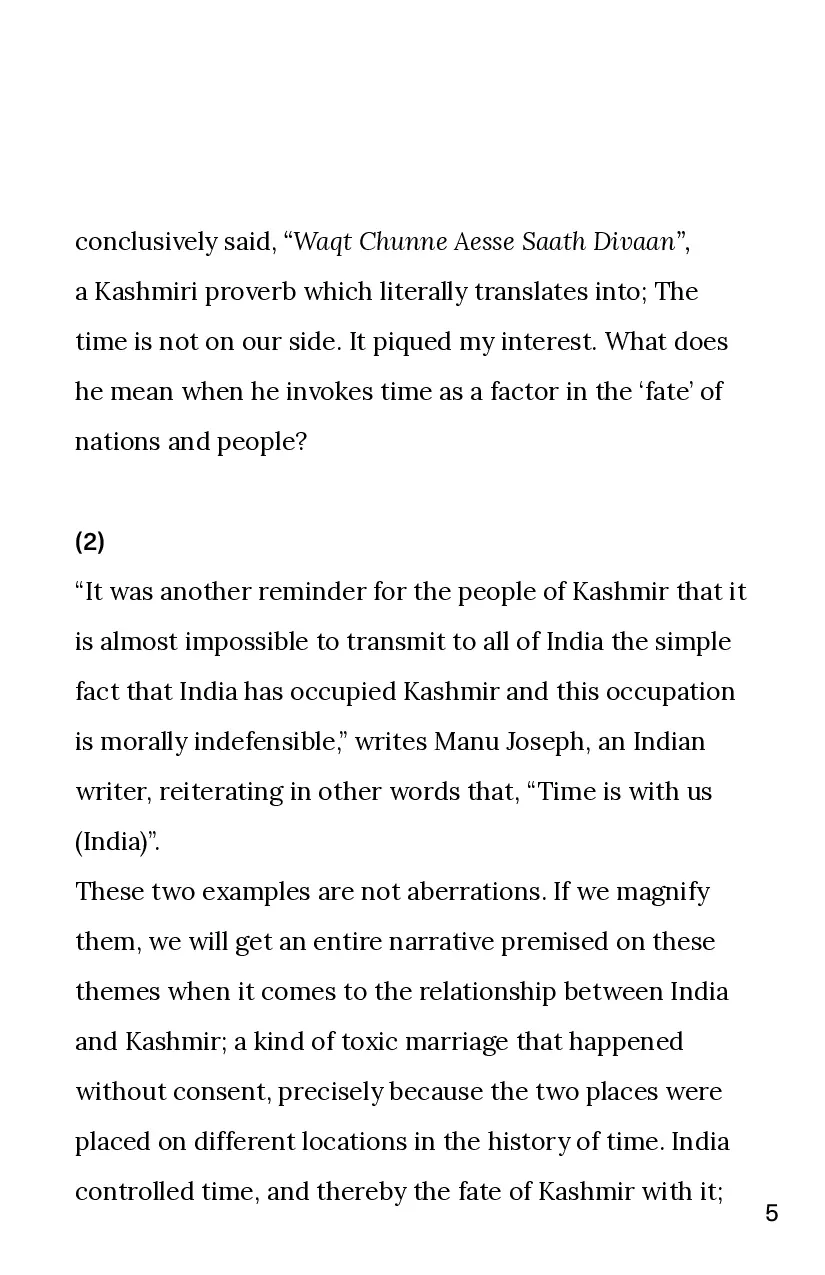 conclusively said, “Waqt Chunne Aesse Saath Divaan”,
a Kashmiri proverb which literally translates into; The
time is not on our side. It piqued my interest. What does
he mean when he invokes time as a factor in the ‘fate’ of
nations and people?
(2)
“It was another reminder for the people of Kashmir that it
is almost impossible to transmit to all of India the simple
fact that India has occupied Kashmir and this occupation
is morally indefensible,” writes Manu Joseph, an Indian
writer, reiterating in other words that, “Time is with us
(India)”.
These two examples are not aberrations. If we magnify
them, we will get an entire narrative premised on these
themes when it comes to the relationship between India
and Kashmir; a kind of toxic marriage that happened
without consent, precisely because the two places were
placed on different locations in the history of time. India
controlled time, and thereby the fate of Kashmir with it;
5